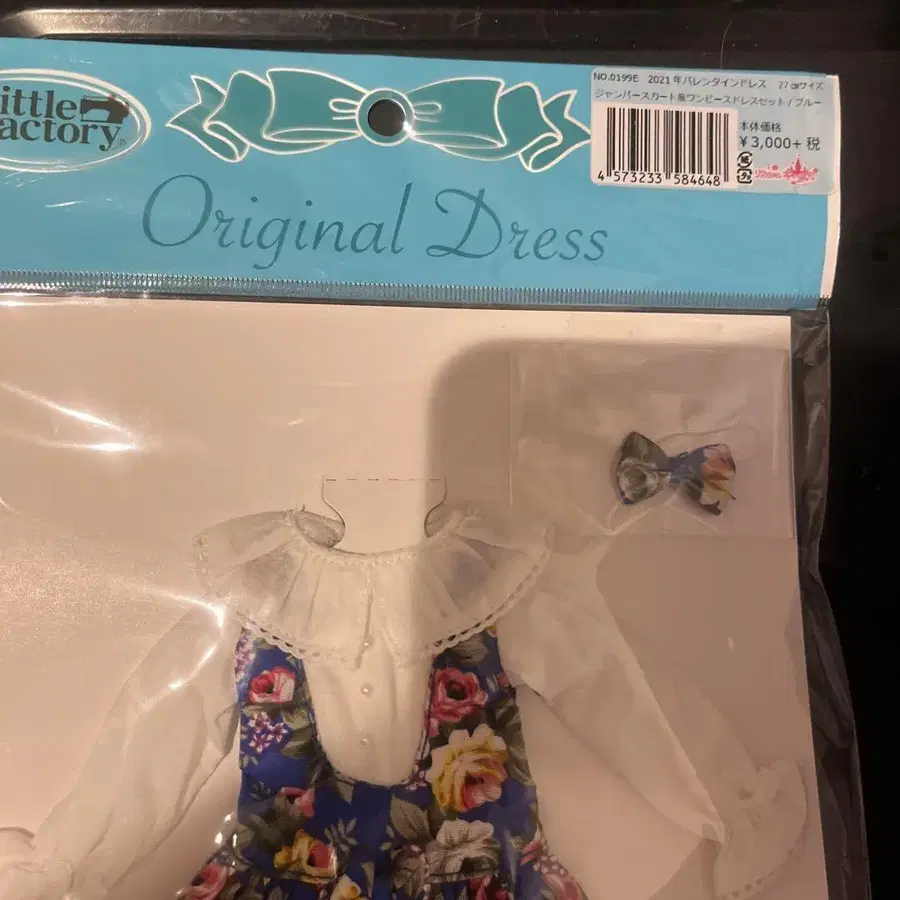 ittle
actory®
Original Dress
NO.0199E 2021年バレンタインドレス 27㎝サイズ
ジャンパースカート風ワンピースドレスセット / ブルー
本体価格
¥3,000+ 税
4 573233 584648